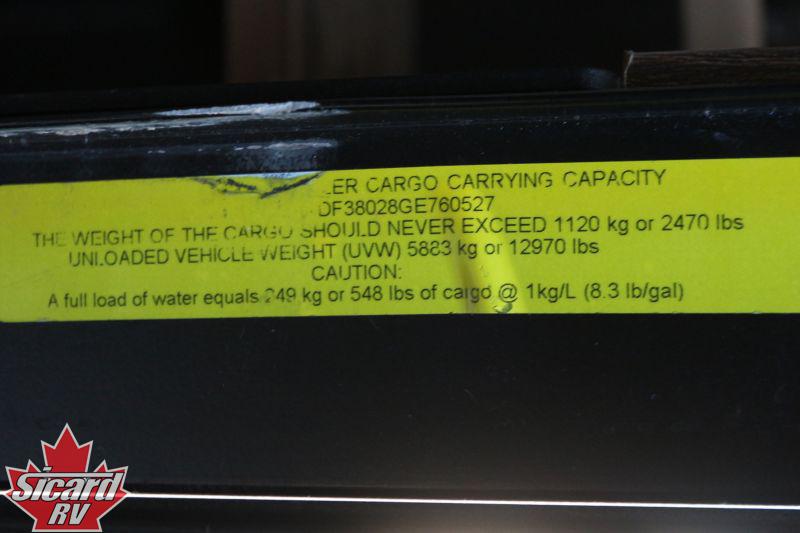 LER CARGO CARRYING CAPACITY
DF38028GE760527
THE WEIGHT OF THE CARGO SHOULD NEVER EXCEED 1120 kg or 2470 lbs
UNLOADED VEHICLE WEIGHT (UVW) 5883 kg or 12970 lbs
CAUTION:
A full load of water equals 249 kg or 548 lbs of cargo @ 1kg/L (8.3 lb/gal)
Sicard
RV